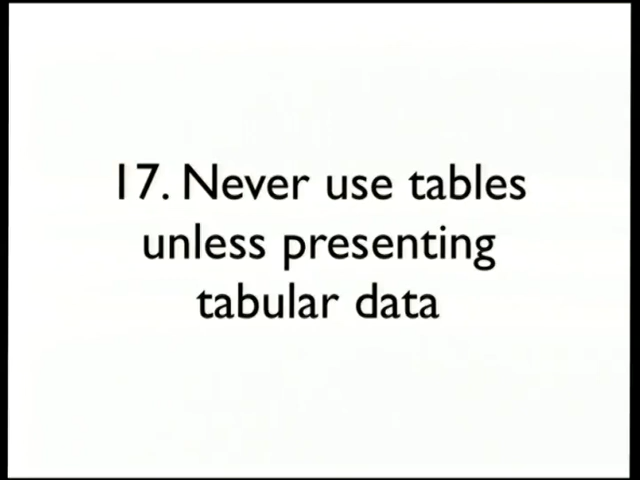 17. Never use tables
unless presenting
tabular data